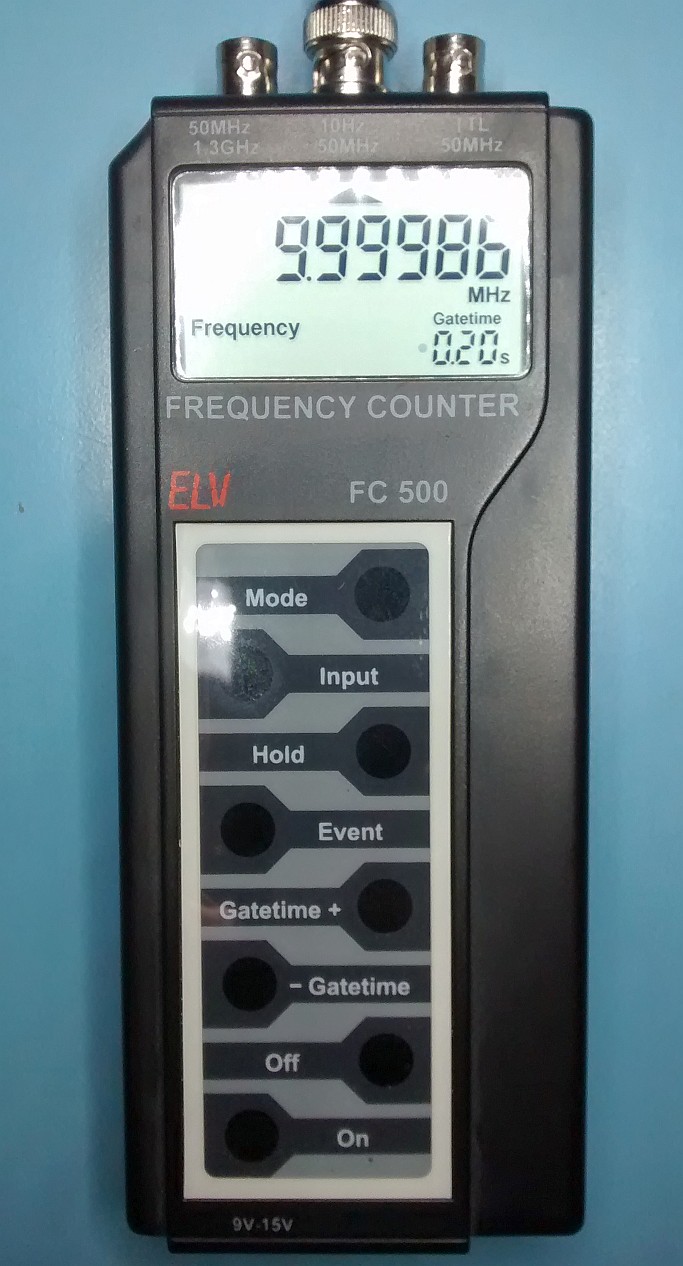 50MHz 10Hz TTL
1,3GHz 50MHz 50MHz
9.99986
MHz
Frequency Gatetime
0.20s
FREQUENCY COUNTER
ELV FC 500
Mode
Input
Hold
Event
Gatetime +
- Gatetime
Off
On
9V-15V